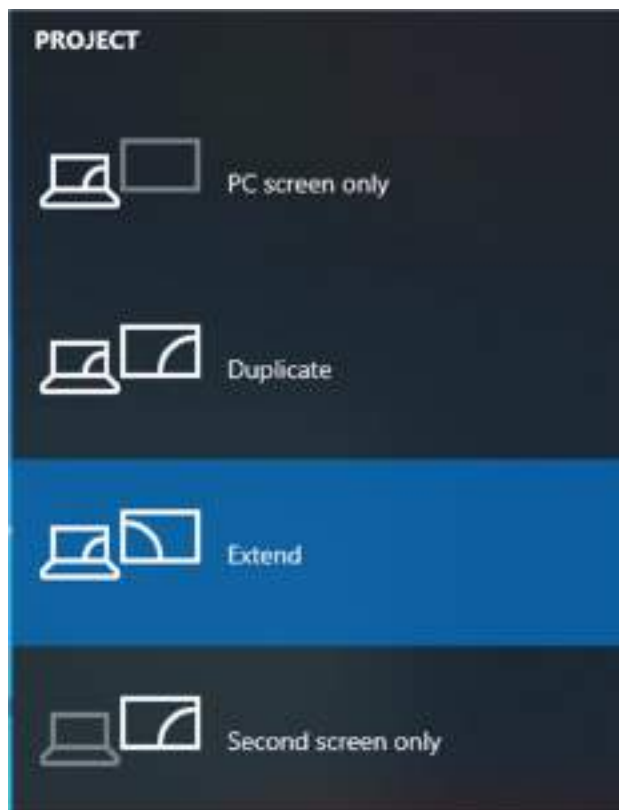 PROJECT
PC screen only
Duplicate
Extend
Second screen only